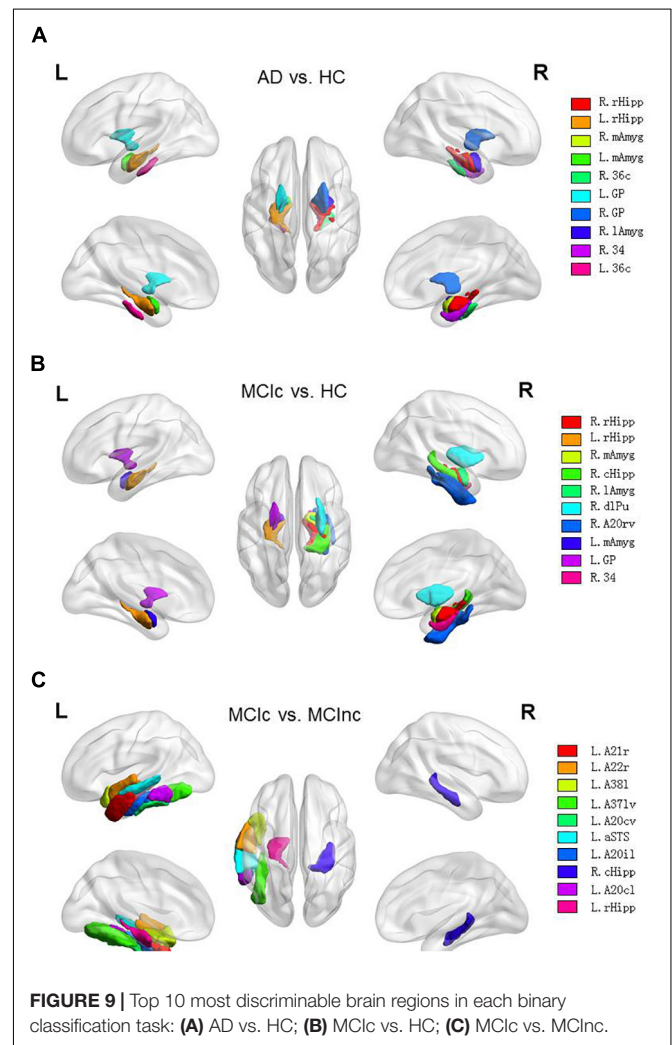 A
L
AD vs. HC
R
R.rHipp
L.rHipp
R.mAmyg
L.mAmyg
R.36c
L.GP
R.GP
R.lAmyg
R.34
L.36c
B
L
MCIc vs. HC
R
R.rHipp
L.rHipp
R.mAmyg
R.cHipp
R.lAmyg
R.dlPu
R.A20rv
L.mAmyg
L.GP
R.34
C
L
MCIc vs. MCInc
R
L.A21r
L.A22r
L.A38l
L.A37lv
L.A20cv
L.aSTS
L.A20il
R.cHipp
L.A20cl
L.rHipp
FIGURE 9 | Top 10 most discriminable brain regions in each binary
classification task: (A) AD vs. HC; (B) MCIc vs. HC; (C) MCIc vs. MCInc.